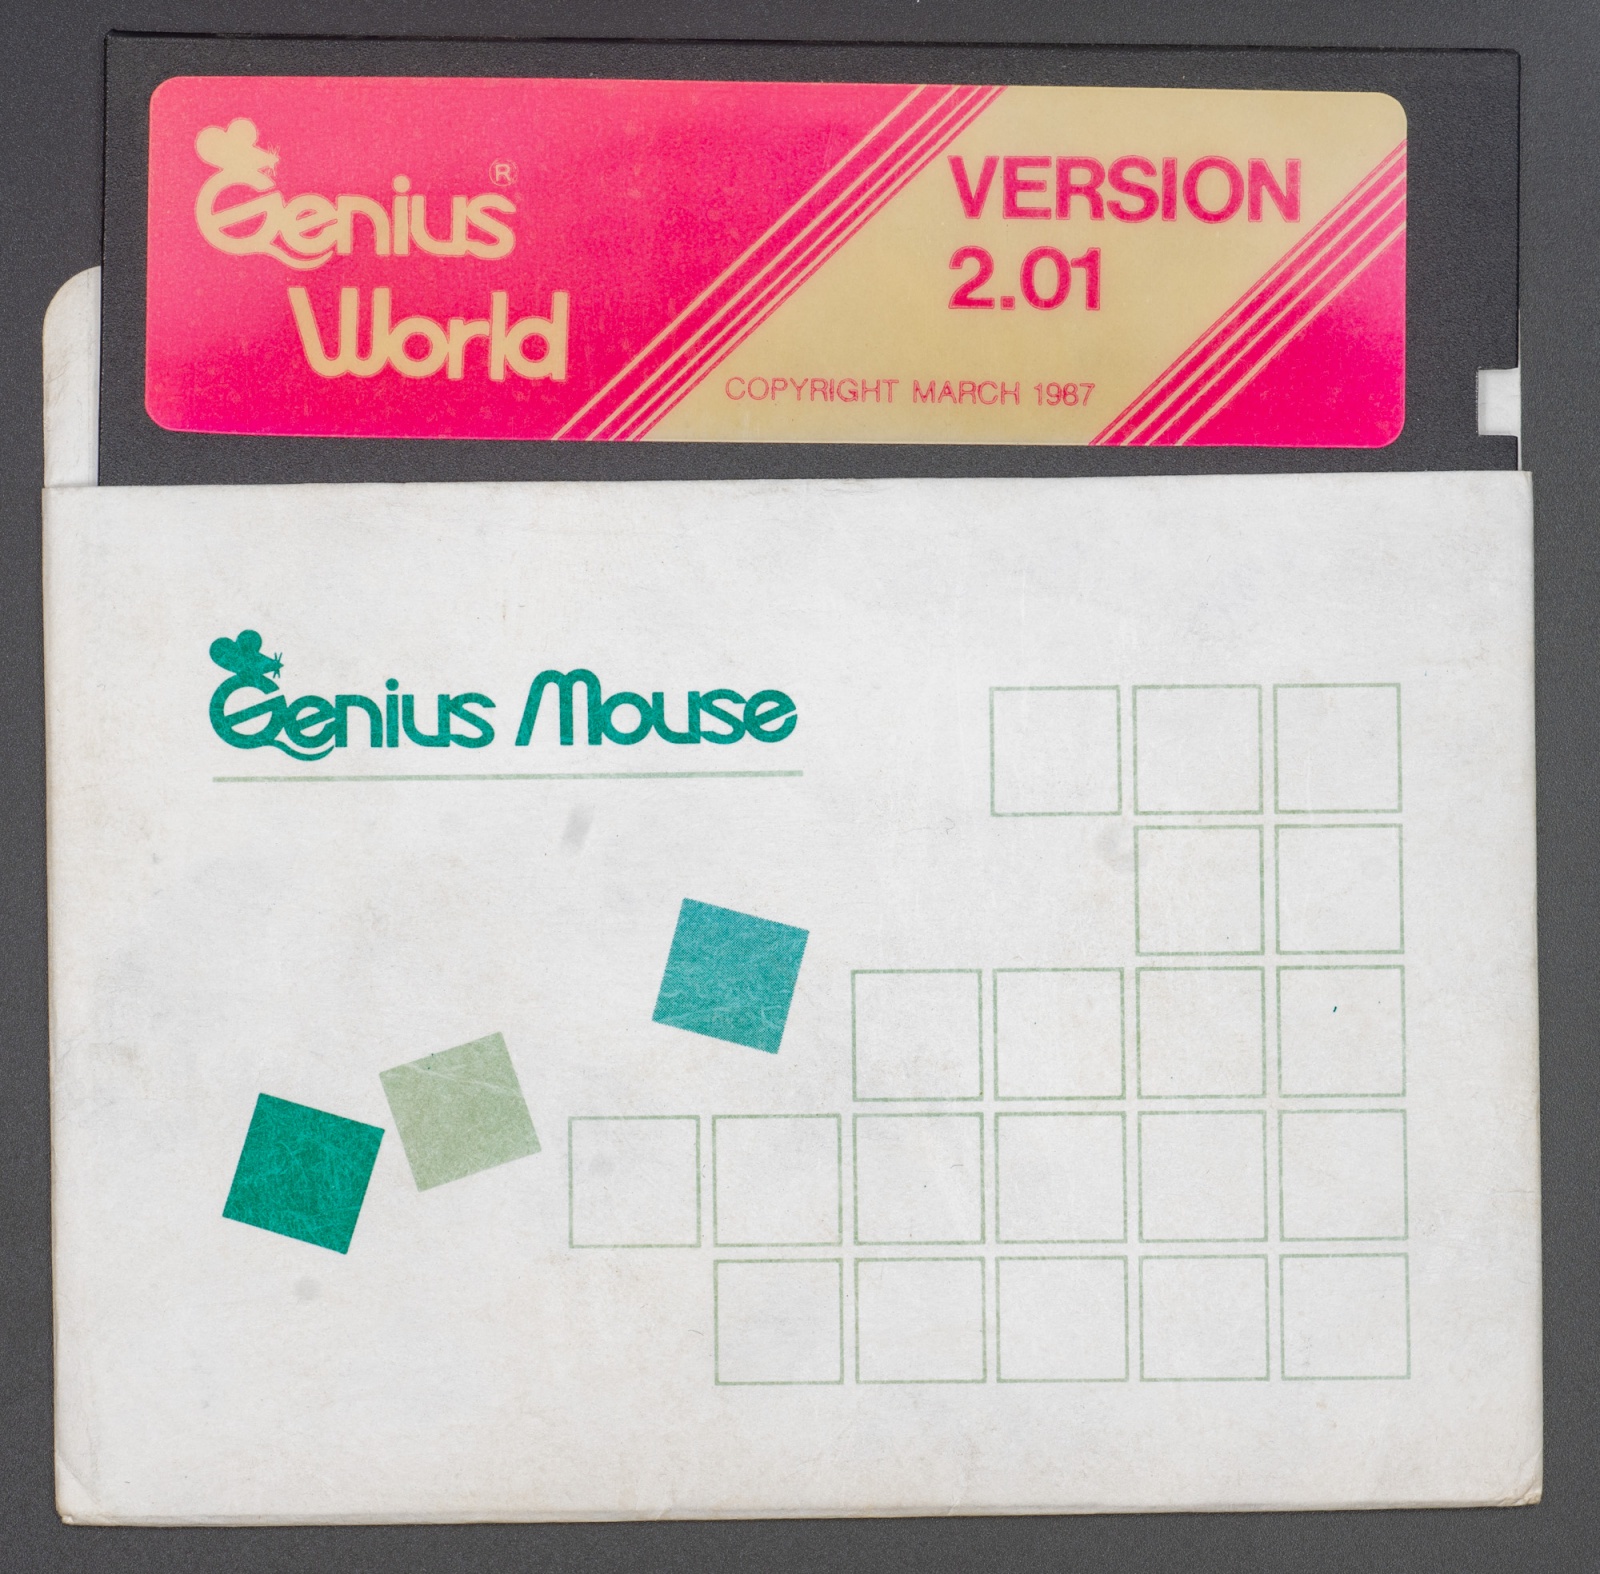 Genius®
World
VERSION
2.01
COPYRIGHT MARCH 1987
Genius Mouse